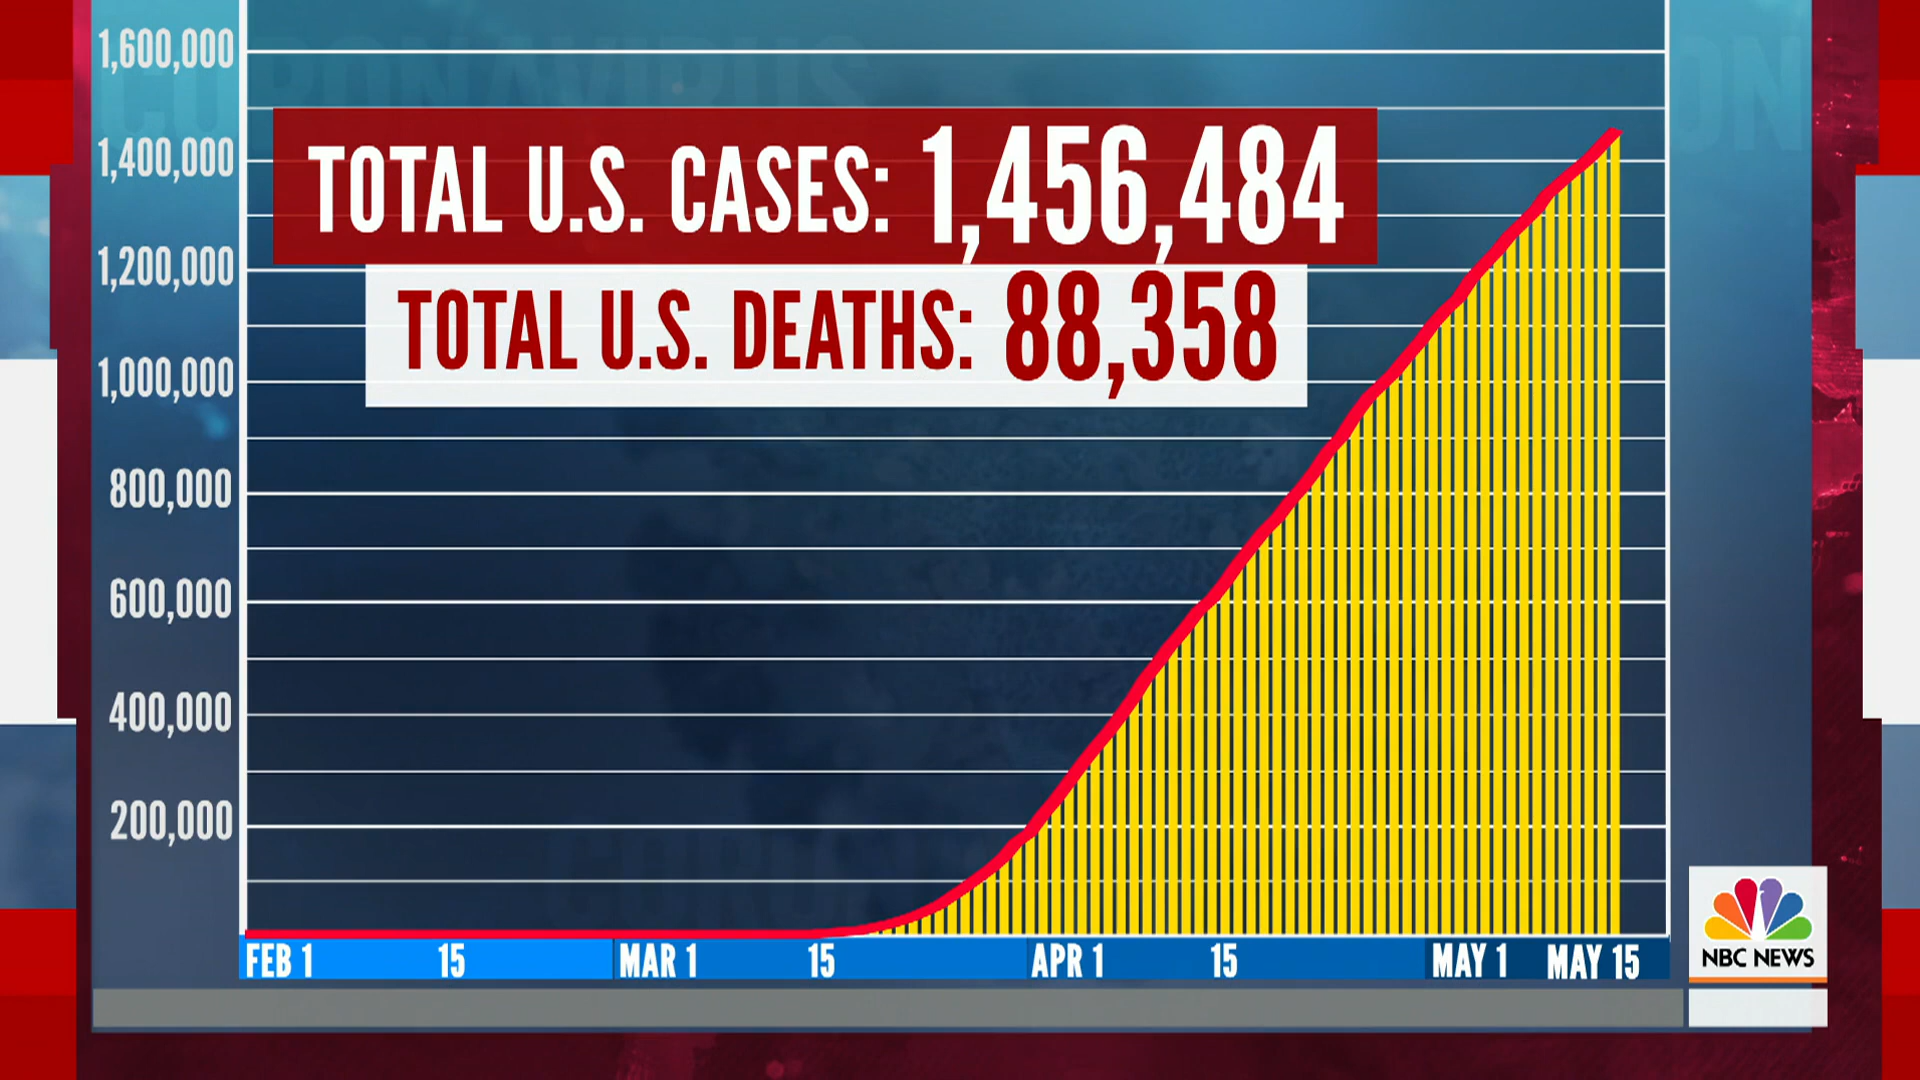 1,600,000
1,400,000
1,200,000
1,000,000
800,000
600,000
400,000
200,000
TOTAL U.S. CASES: 1,456,484
TOTAL U.S. DEATHS: 88,358
FEB 1 15 MAR 1 15 APR 1 15 MAY 1 MAY 15
NBC NEWS
CORONAVIRUS